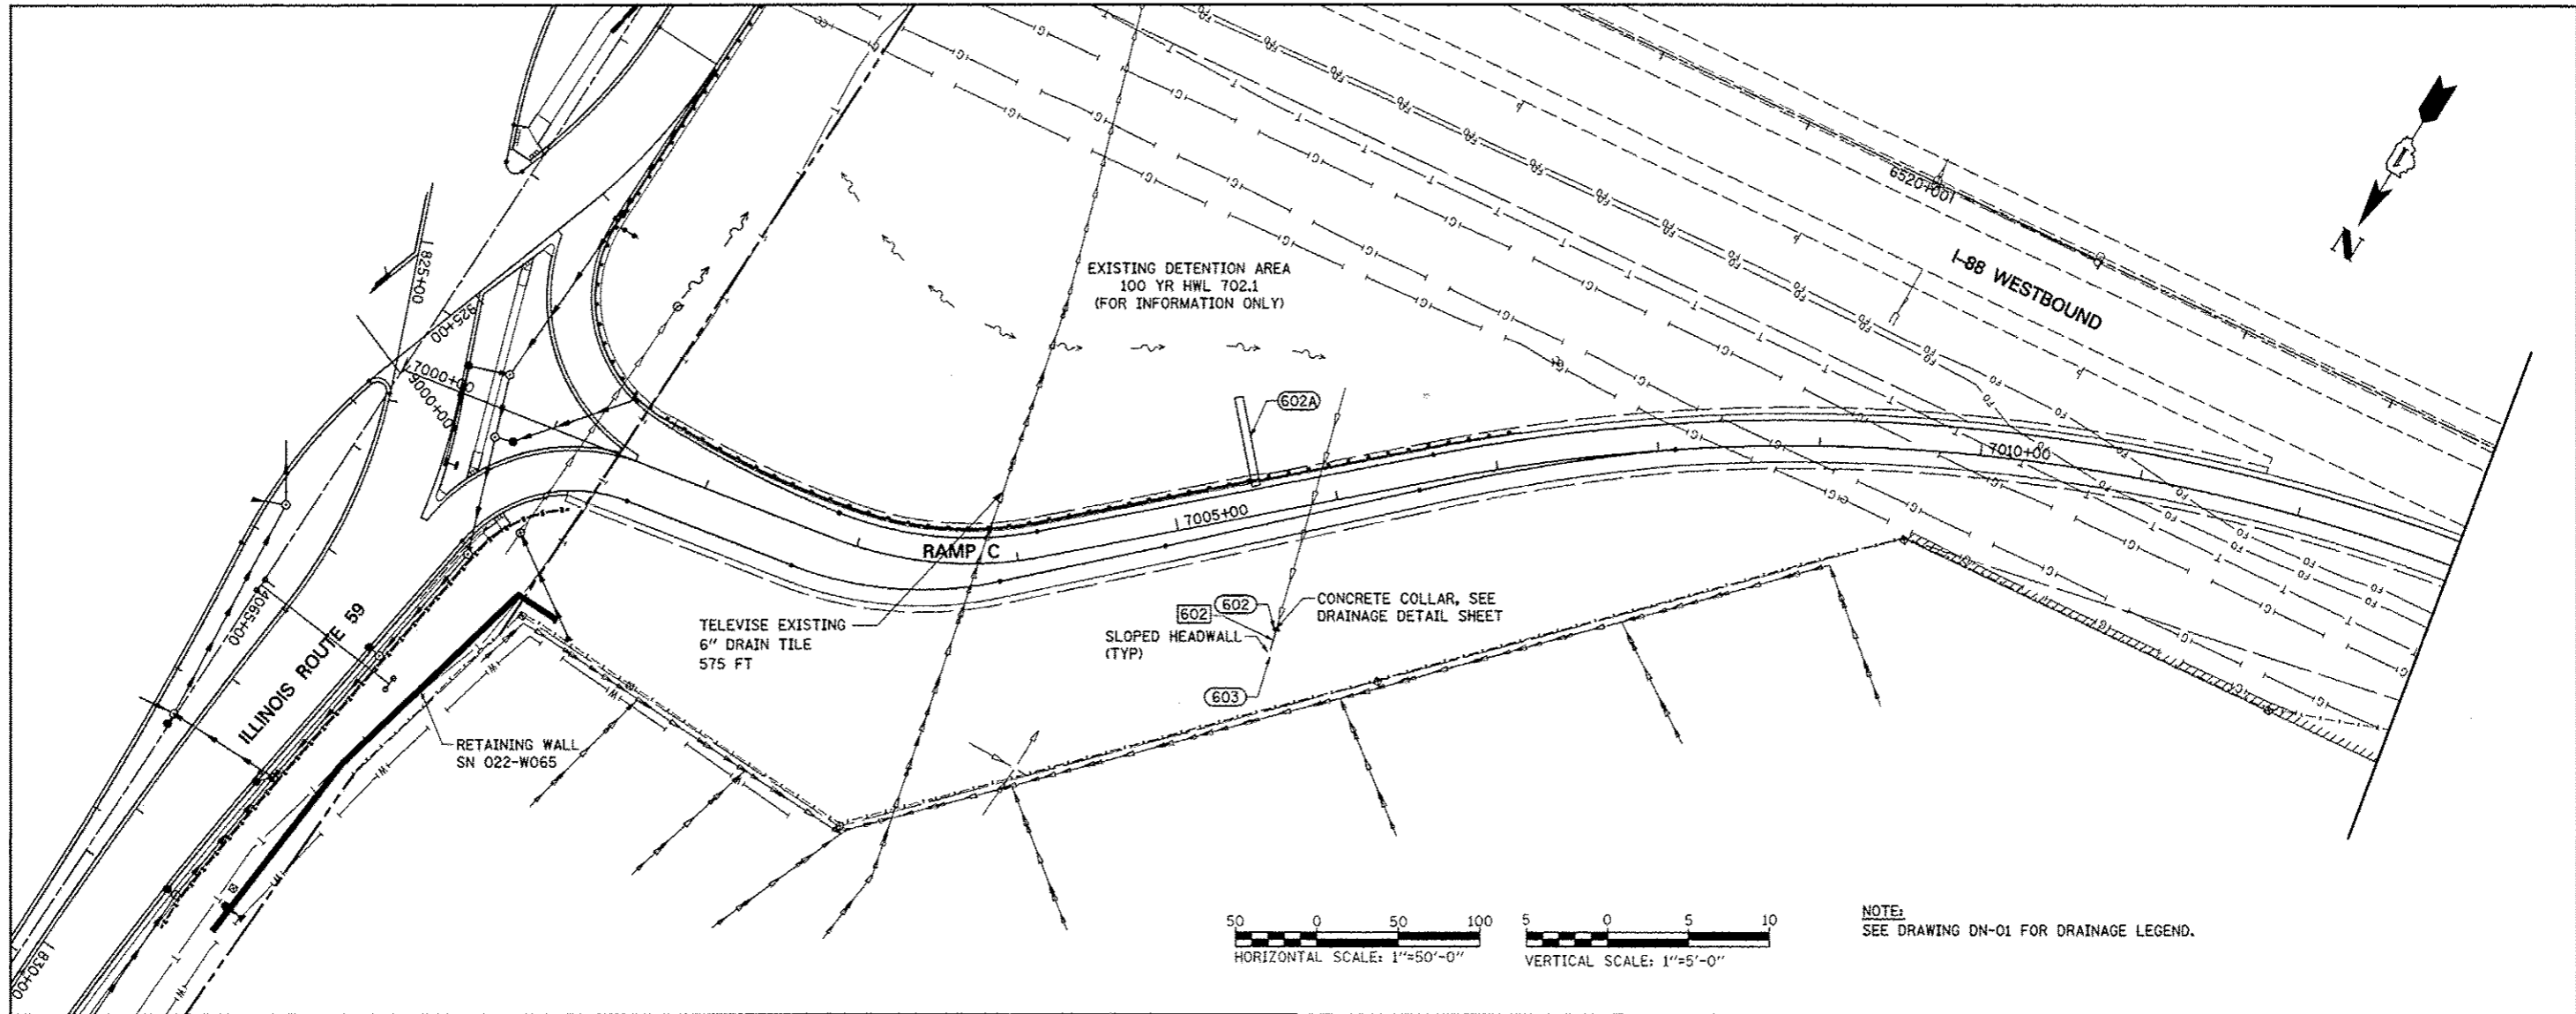 825+00
925+00
7000+00
9000+00
4065+00
830+00
ILLINOIS ROUTE 59
RETAINING WALL
SN 022-W065
EXISTING DETENTION AREA
100 YR HWL 702.1
(FOR INFORMATION ONLY)
TELEVISE EXISTING
6" DRAIN TILE
575 FT
RAMP C
7005+00
7010+00
602A
602
602
SLOPED HEADWALL
(TYP)
603
CONCRETE COLLAR, SEE
DRAINAGE DETAIL SHEET
6520+00
I-88 WESTBOUND
N
50 0 50 100
HORIZONTAL SCALE: 1"=50'-0"
5 0 5 10
VERTICAL SCALE: 1"=5'-0"
NOTE:
SEE DRAWING DN-01 FOR DRAINAGE LEGEND.